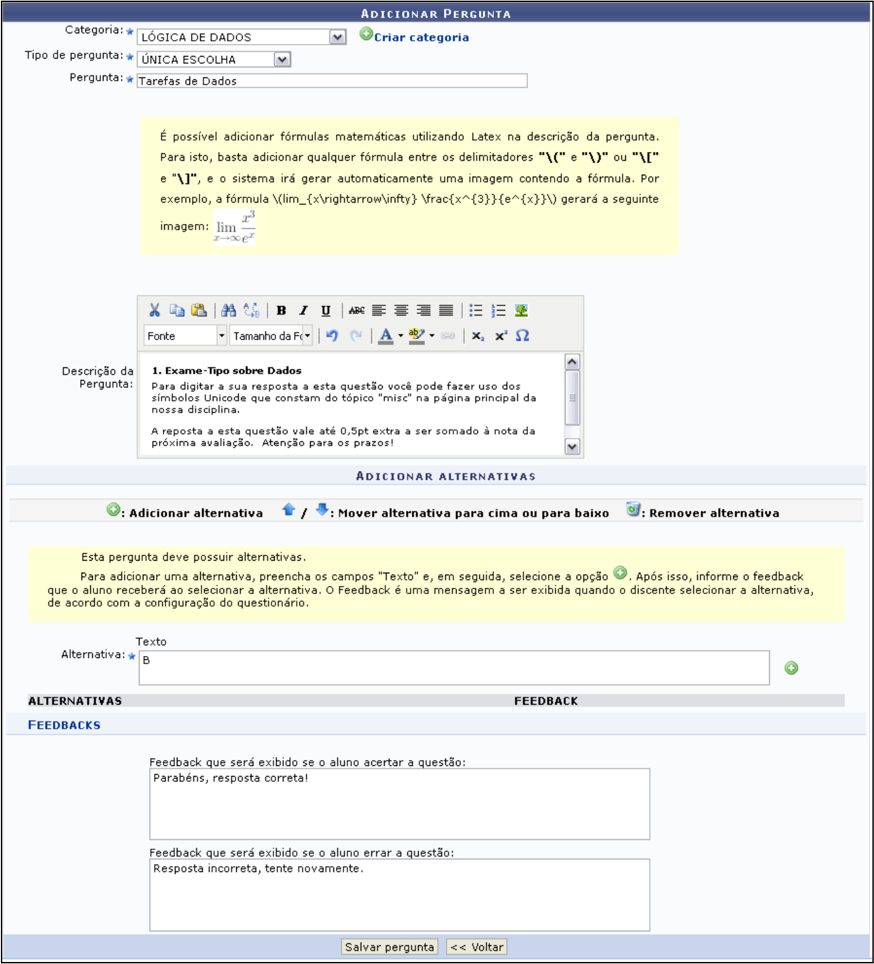 ADICIONAR PERGUNTA
Categoria: LÓGICA DE DADOS Criar categoria
Tipo de pergunta: ÚNICA ESCOLHA
Pergunta: Tarefas de Dados
É possível adicionar fórmulas matemáticas utilizando Latex na descrição da pergunta.
Para isto, basta adicionar qualquer fórmula entre os delimitadores "\(" e "\)" ou "\["
e "\]", e o sistema irá gerar automaticamente uma imagem contendo a fórmula. Por
exemplo, a fórmula \(lim_{x\rightarrow\infty} \frac{x^{3}}{e^{x}}\) gerará a seguinte
imagem: lim x→∞ x³/eˣ
B I U ABC
Fonte Tamanho da Fo A ab x₂ x² Ω
Descrição da
Pergunta:
1. Exame-Tipo sobre Dados
Para digitar a sua resposta a esta questão você pode fazer uso dos
símbolos Unicode que constam do tópico "misc" na página principal da
nossa disciplina.
A reposta a esta questão vale até 0,5pt extra a ser somado à nota da
próxima avaliação. Atenção para os prazos!
ADICIONAR ALTERNATIVAS
: Adicionar alternativa / : Mover alternativa para cima ou para baixo : Remover alternativa
Esta pergunta deve possuir alternativas.
Para adicionar uma alternativa, preencha os campos "Texto" e, em seguida, selecione a opção . Após isso, informe o feedback
que o aluno receberá ao selecionar a alternativa. O Feedback é uma mensagem a ser exibida quando o discente selecionar a alternativa,
de acordo com a configuração do questionário.
Texto
Alternativa: B
ALTERNATIVAS FEEDBACK
FEEDBACKS
Feedback que será exibido se o aluno acertar a questão:
Parabéns, resposta correta!
Feedback que será exibido se o aluno errar a questão:
Resposta incorreta, tente novamente.
Salvar pergunta << Voltar